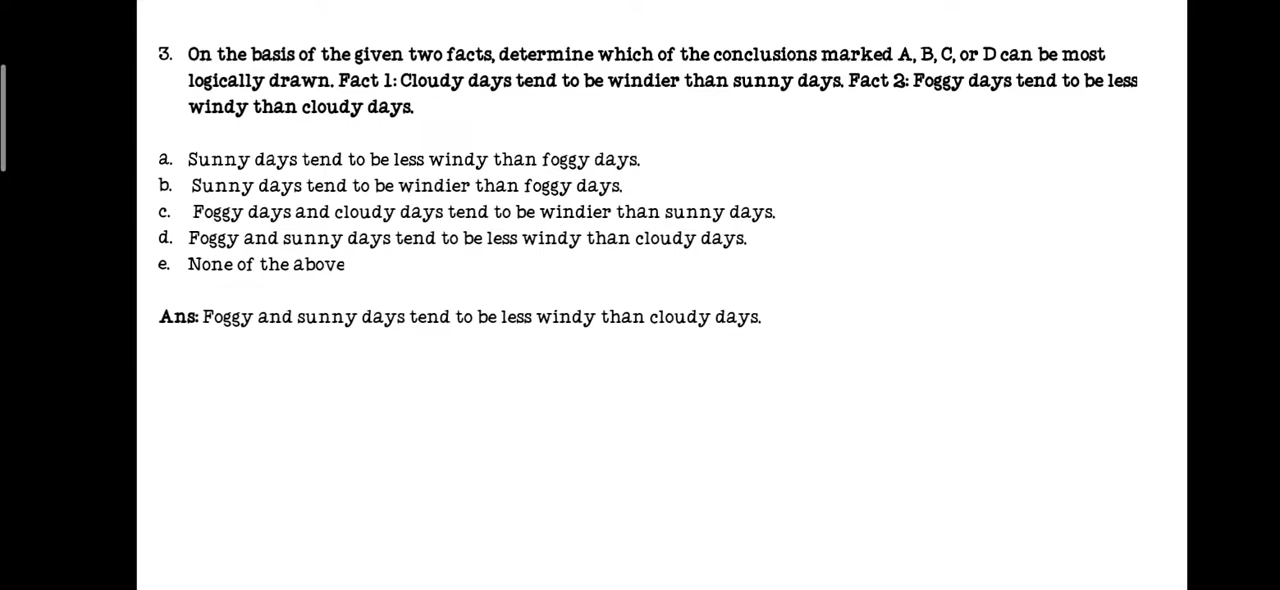 3. On the basis of the given two facts, determine which of the conclusions marked A, B, C, or D can be most
logically drawn. Fact 1: Cloudy days tend to be windier than sunny days. Fact 2: Foggy days tend to be less
windy than cloudy days.
a. Sunny days tend to be less windy than foggy days.
b. Sunny days tend to be windier than foggy days.
c. Foggy days and cloudy days tend to be windier than sunny days.
d. Foggy and sunny days tend to be less windy than cloudy days.
e. None of the above
Ans: Foggy and sunny days tend to be less windy than cloudy days.